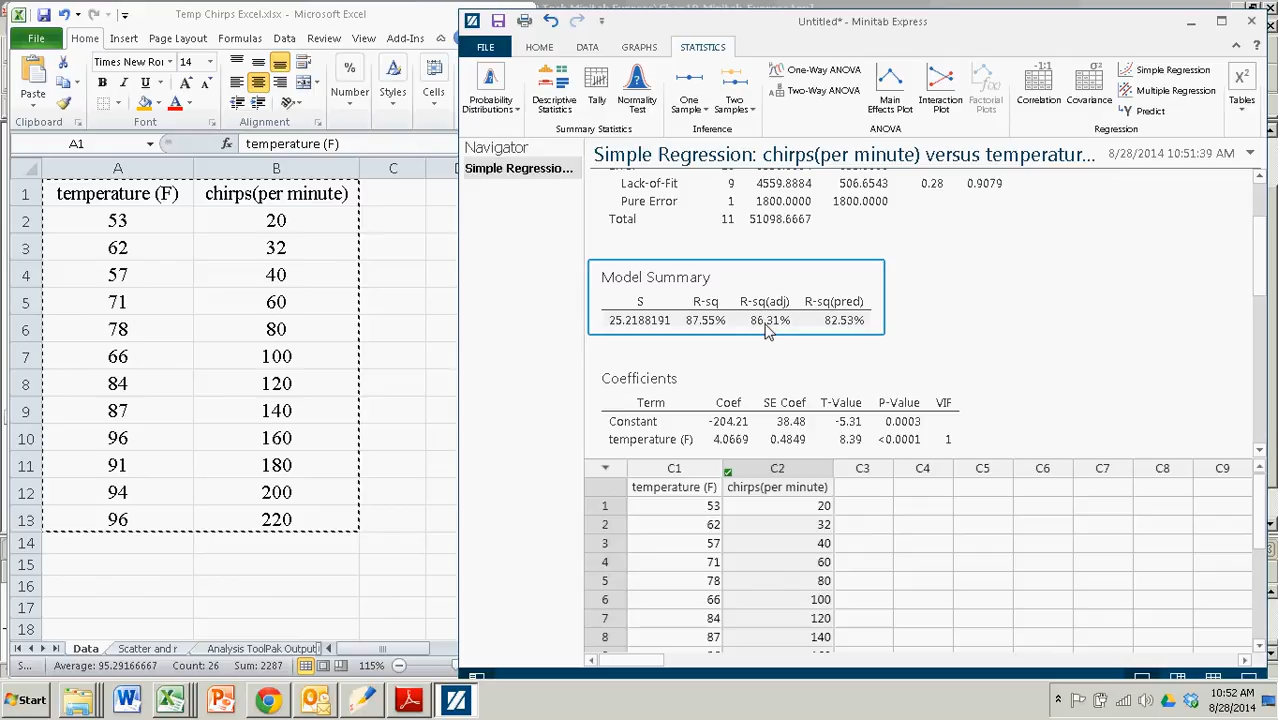 Temp Chirps.xlsx - Microsoft Excel
File Home Insert Page Layout Formulas Data Review View Add-Ins
Times New Roi 14
Paste
B I U
Number Styles Cells
Clipboard Font Alignment
A1 fx temperature (F)
A B C
1 temperature (F) chirps(per minute)
2 53 20
3 62 32
4 57 40
5 71 60
6 78 80
7 66 100
8 84 120
9 87 140
10 96 160
11 91 180
12 94 200
13 96 220
14
15
16
17
18
Data scatter and r Analysis ToolPak Output
S... Average: 95.29166667 Count: 26 Sum: 2287 115%
Untitled* - Minitab Express
FILE HOME DATA GRAPHS STATISTICS
Probability Distributions
Descriptive Statistics
Tally
Normality Test
Summary Statistics
One Sample
Two Samples
Inference
One-Way ANOVA
Two-Way ANOVA
Main Effects Plot
Interaction Plot
Factorial Plots
ANOVA
Correlation
Covariance
Simple Regression
Multiple Regression
Predict
Regression
Tables
Navigator
Simple Regressio...
Simple Regression: chirps(per minute) versus temperatur... 8/28/2014 10:51:39 AM
Lack-of-Fit 9 4559.8884 506.6543 0.28 0.9079
Pure Error 1 1800.0000 1800.0000
Total 11 51098.6667
Model Summary
S R-sq R-sq(adj) R-sq(pred)
25.2188191 87.55% 86.31% 82.53%
Coefficients
Term Coef SE Coef T-Value P-Value VIF
Constant -204.21 38.48 -5.31 0.0003
temperature (F) 4.0669 0.4849 8.39 <0.0001 1
C1 C2 C3 C4 C5 C6 C7 C8 C9
temperature (F) chirps(per minute)
1 53 20
2 62 32
3 57 40
4 71 60
5 78 80
6 66 100
7 84 120
8 87 140
Start
10:52 AM
8/28/2014